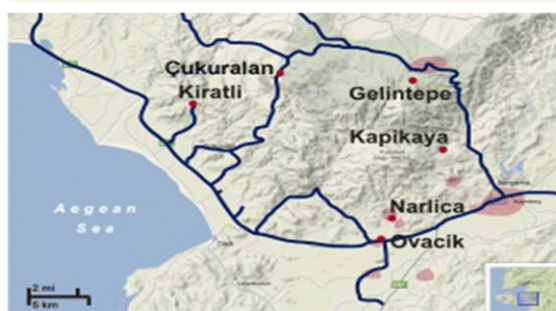 Çukuralan
Kiratli
Gelintepe
Kapikaya
Narlica
Ovacik
Aegean
Sea
2 mi
5 km